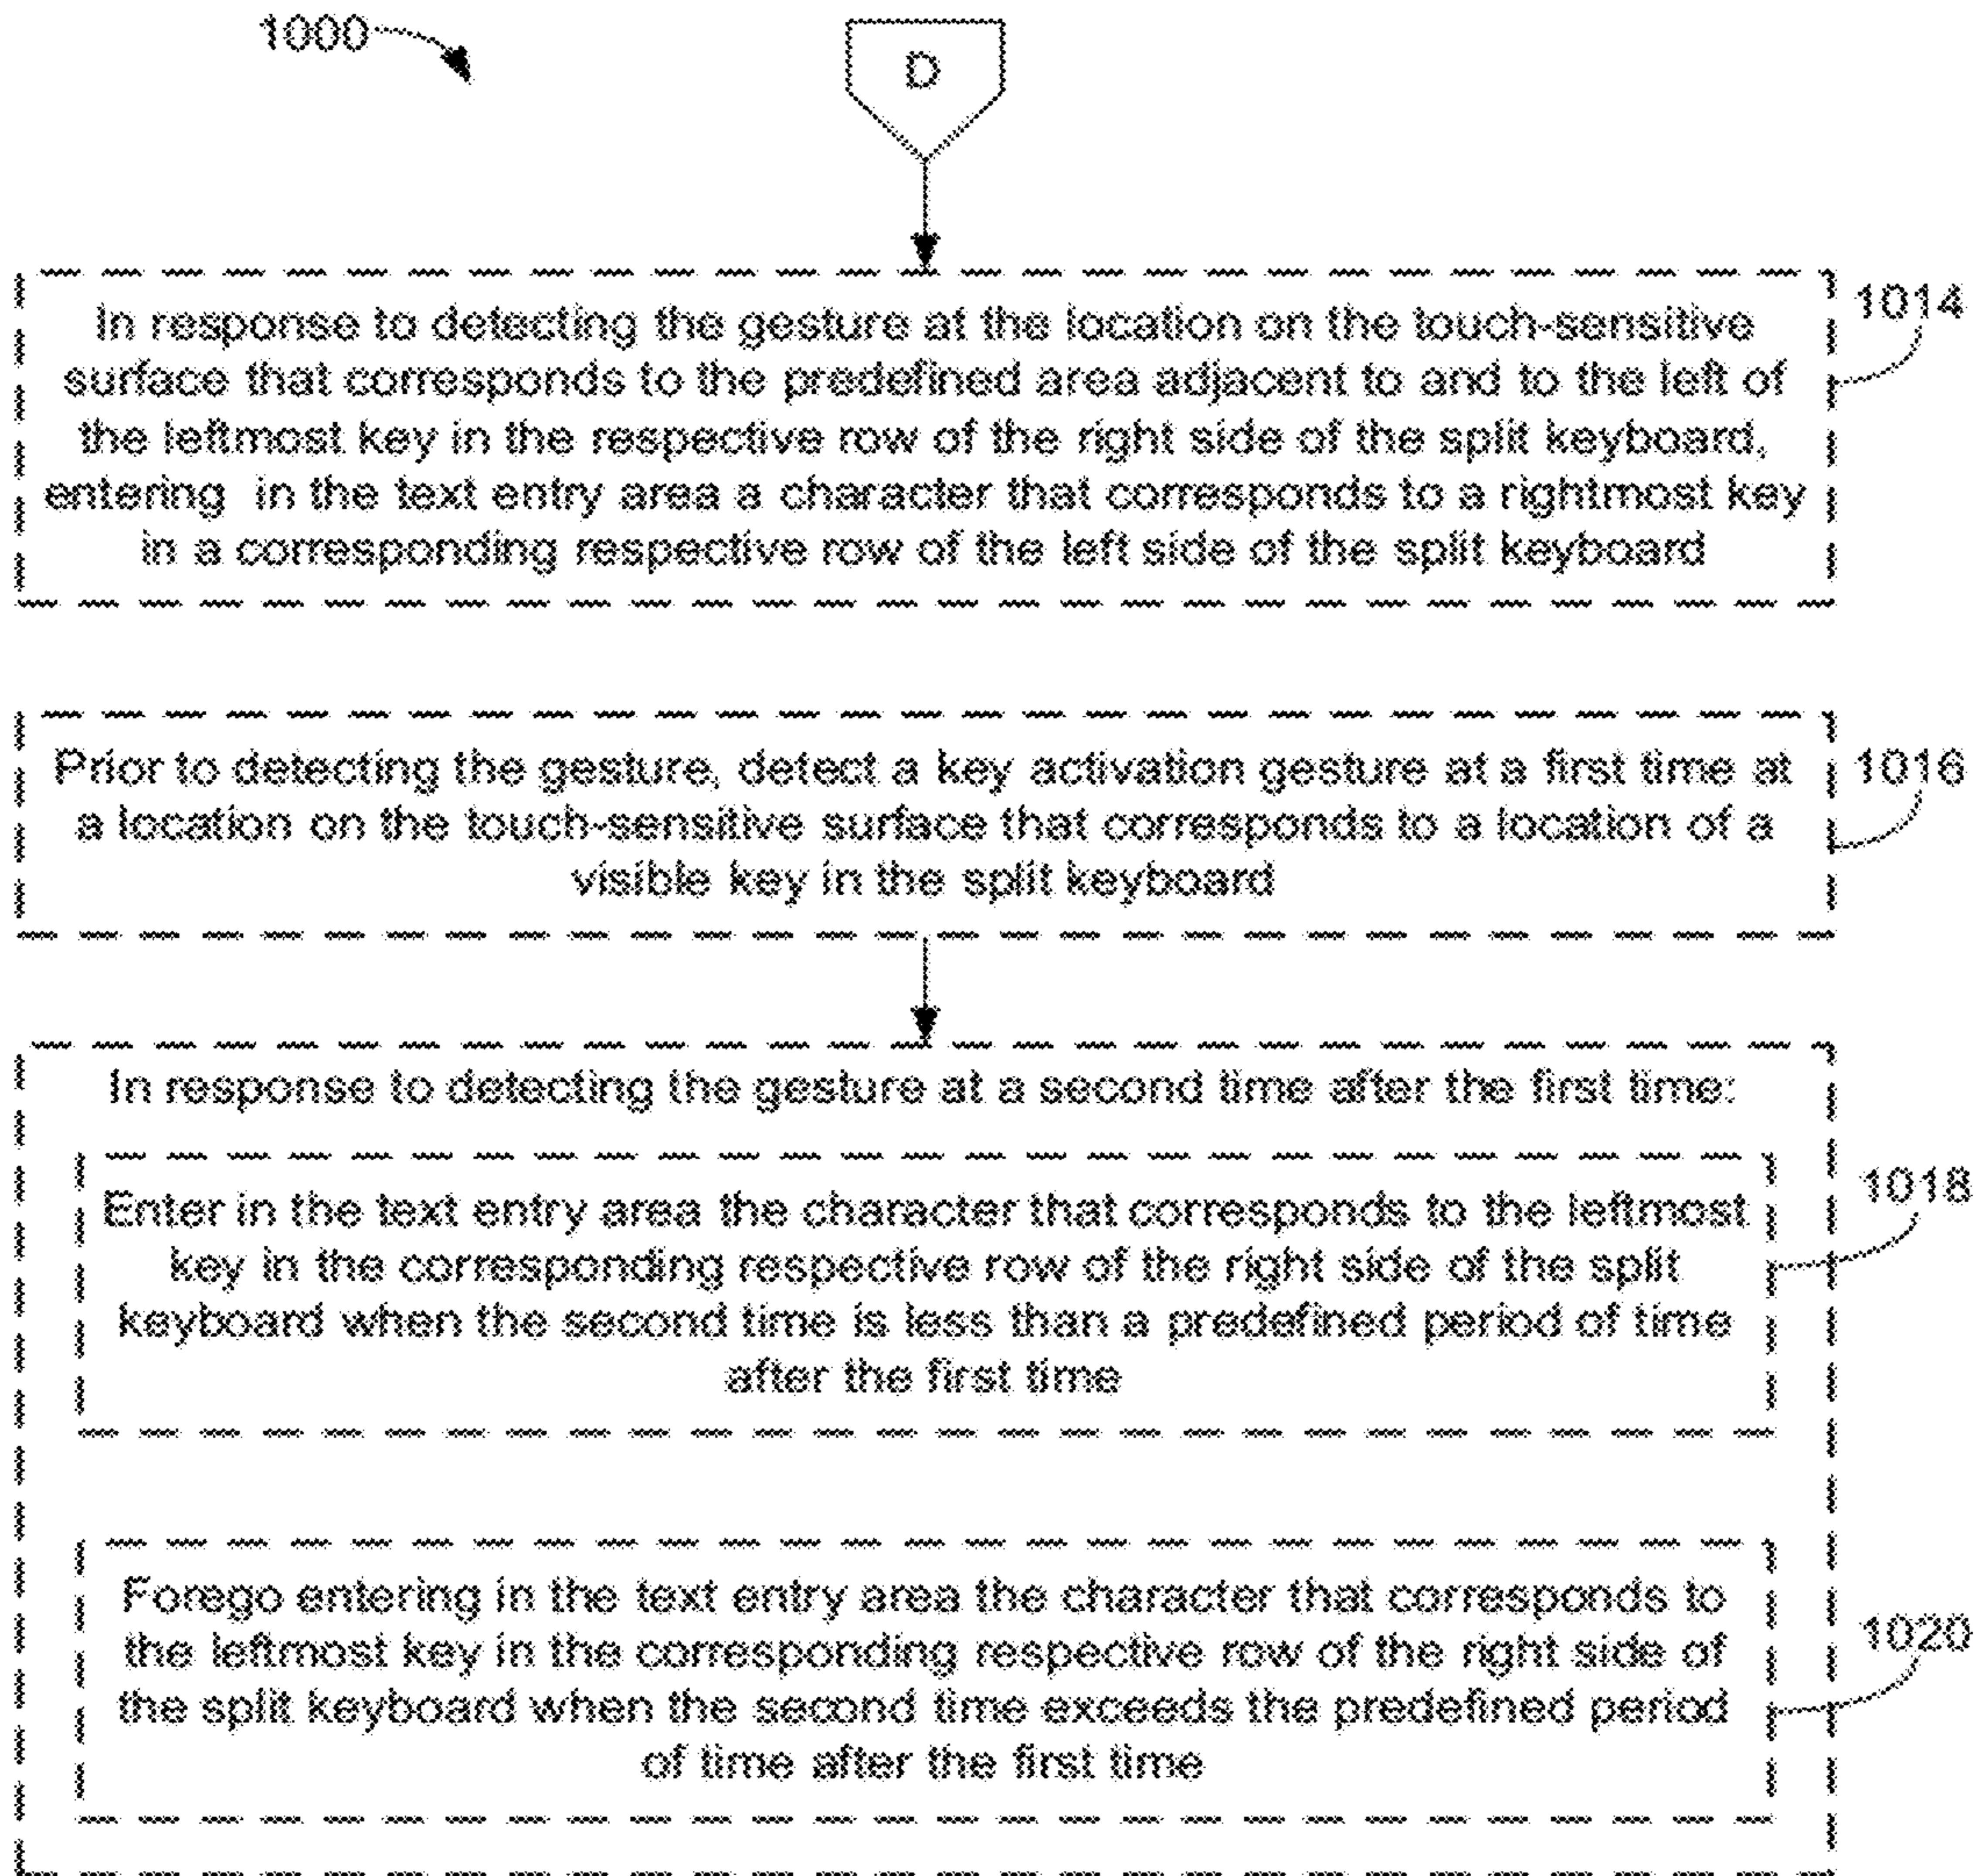 1000
D
In response to detecting the gesture at the location on the touch-sensitive
surface that corresponds to the predefined area adjacent to and to the left of
the leftmost key in the respective row of the right side of the split keyboard,
entering in the text entry area a character that corresponds to a rightmost key
in a corresponding respective row of the left side of the split keyboard
1014
Prior to detecting the gesture, detect a key activation gesture at a first time at
a location on the touch-sensitive surface that corresponds to a location of a
visible key in the split keyboard
1016
In response to detecting the gesture at a second time after the first time:
Enter in the text entry area the character that corresponds to the leftmost
key in the corresponding respective row of the right side of the split
keyboard when the second time is less than a predefined period of time
after the first time
1018
Forego entering in the text entry area the character that corresponds to
the leftmost key in the corresponding respective row of the right side of
the split keyboard when the second time exceeds the predefined period
of time after the first time
1020